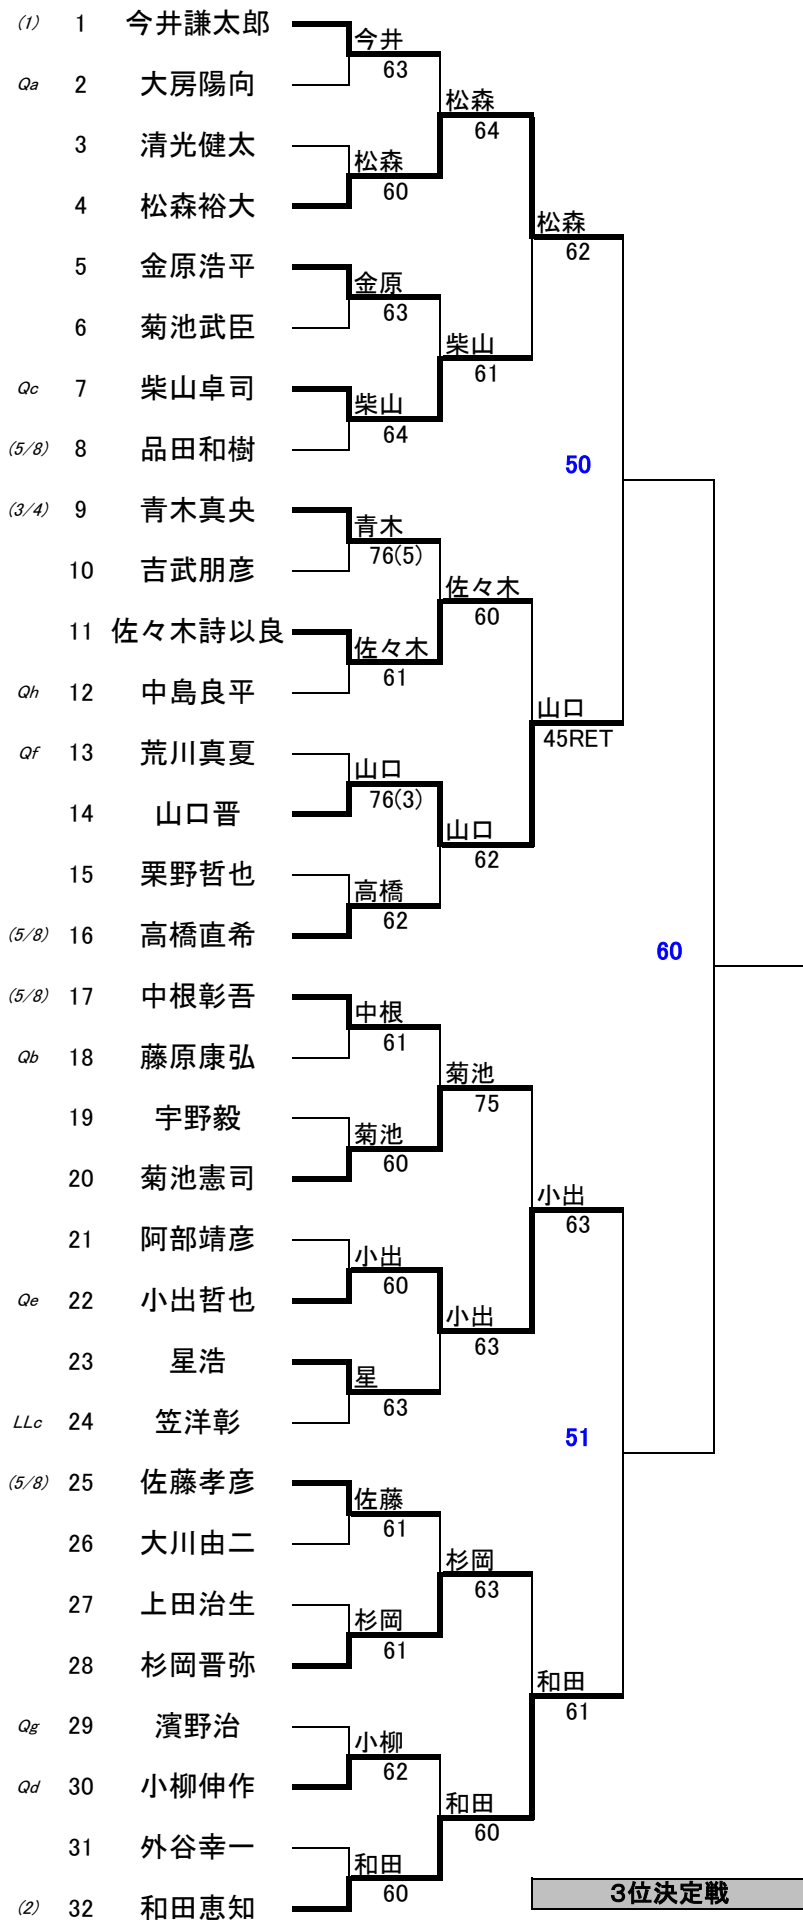 (1) 1 今井謙太郎
今井
63
Qa 2 大房陽向
松森
64
3 清光健太
松森
60
4 松森裕大
松森
62
5 金原浩平
金原
63
6 菊池武臣
柴山
61
Qc 7 柴山卓司
柴山
64
(5/8) 8 品田和樹
50
(3/4) 9 青木真央
青木
76(5)
10 吉武朋彦
佐々木
60
11 佐々木詩以良
佐々木
61
Qh 12 中島良平
山口
45RET
Qf 13 荒川真夏
山口
76(3)
14 山口晋
山口
62
15 栗野哲也
高橋
62
(5/8) 16 高橋直希
60
(5/8) 17 中根彰吾
中根
61
Qb 18 藤原康弘
菊池
75
19 宇野毅
菊池
60
20 菊池憲司
小出
63
21 阿部靖彦
小出
60
Qe 22 小出哲也
小出
63
23 星浩
星
63
LLc 24 笠洋彰
51
(5/8) 25 佐藤孝彦
佐藤
61
26 大川由二
杉岡
63
27 上田治生
杉岡
61
28 杉岡晋弥
和田
61
Qg 29 濱野治
小柳
62
Qd 30 小柳伸作
和田
60
31 外谷幸一
和田
60
(2) 32 和田恵知
3位決定戦